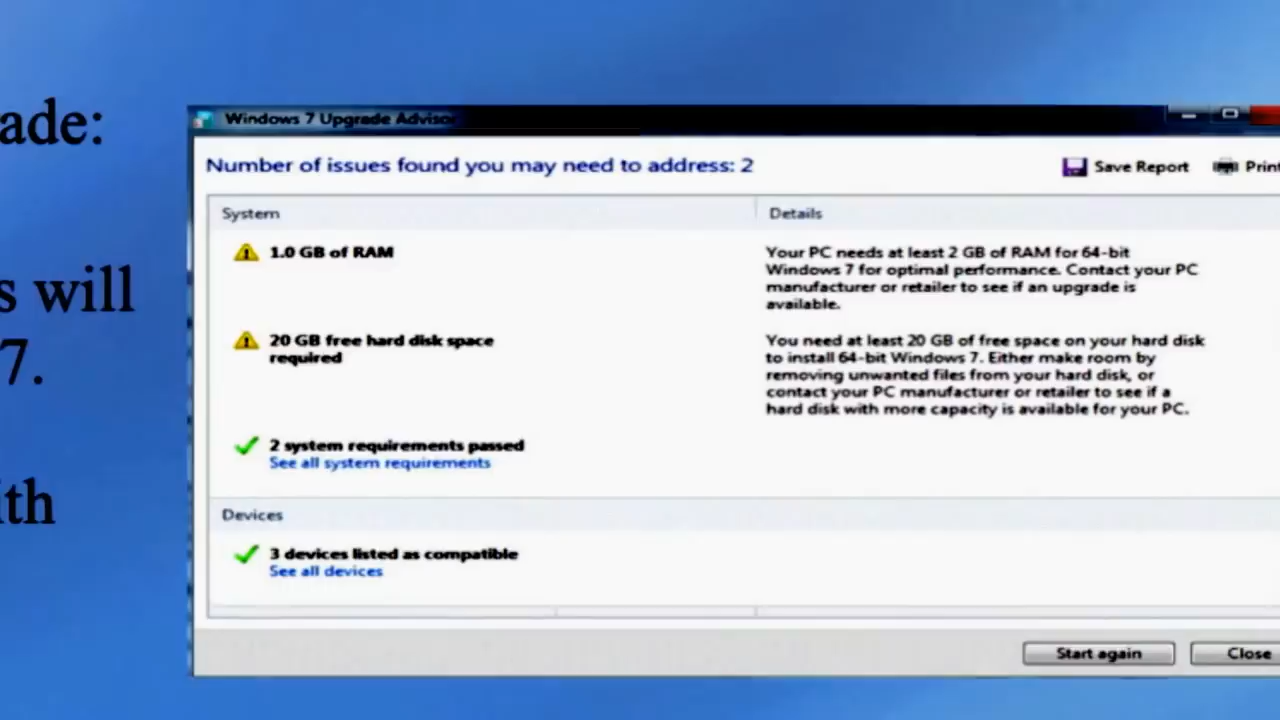 ade:
s will
7.
ith
Windows 7 Upgrade Advisor
Number of issues found you may need to address: 2
Save Report
Print
System
Details
1.0 GB of RAM
Your PC needs at least 2 GB of RAM for 64-bit
Windows 7 for optimal performance. Contact your PC
manufacturer or retailer to see if an upgrade is
available.
20 GB free hard disk space
required
You need at least 20 GB of free space on your hard disk
to install 64-bit Windows 7. Either make room by
removing unwanted files from your hard disk, or
contact your PC manufacturer or retailer to see if a
hard disk with more capacity is available for your PC.
2 system requirements passed
See all system requirements
Devices
3 devices listed as compatible
See all devices
Start again
Close